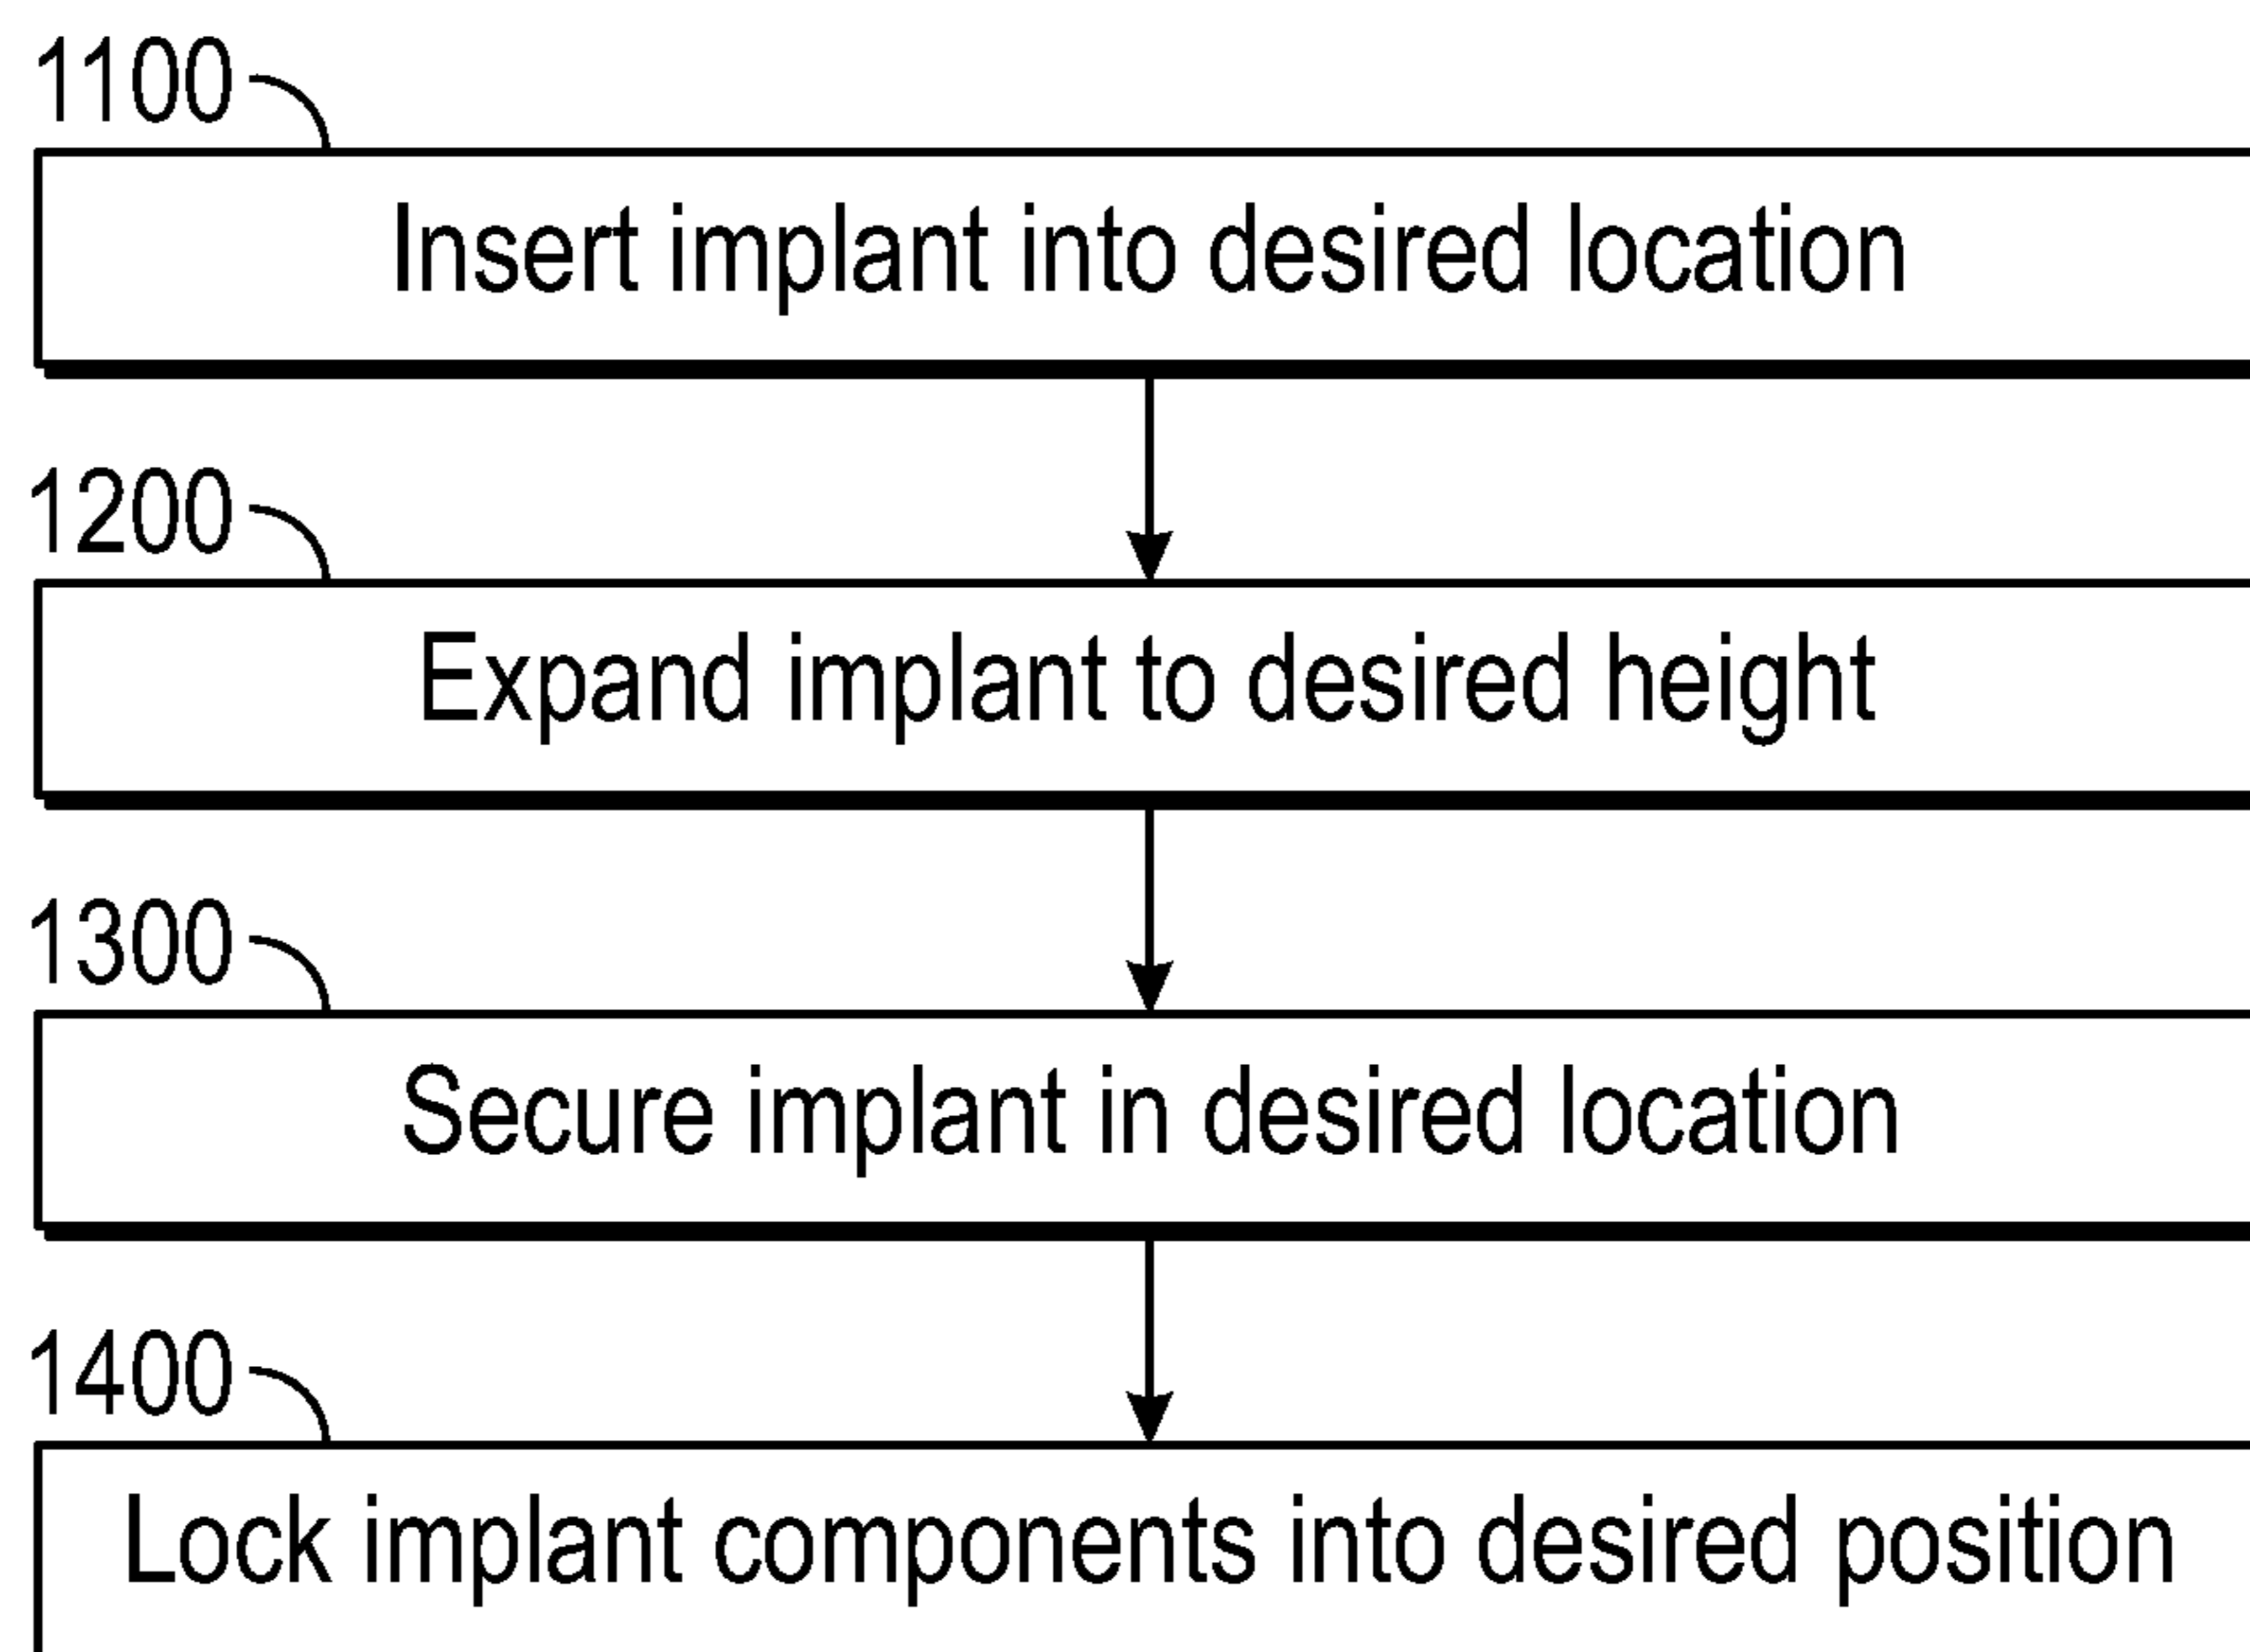 1100
Insert implant into desired location
1200
Expand implant to desired height
1300
Secure implant in desired location
1400
Lock implant components into desired position